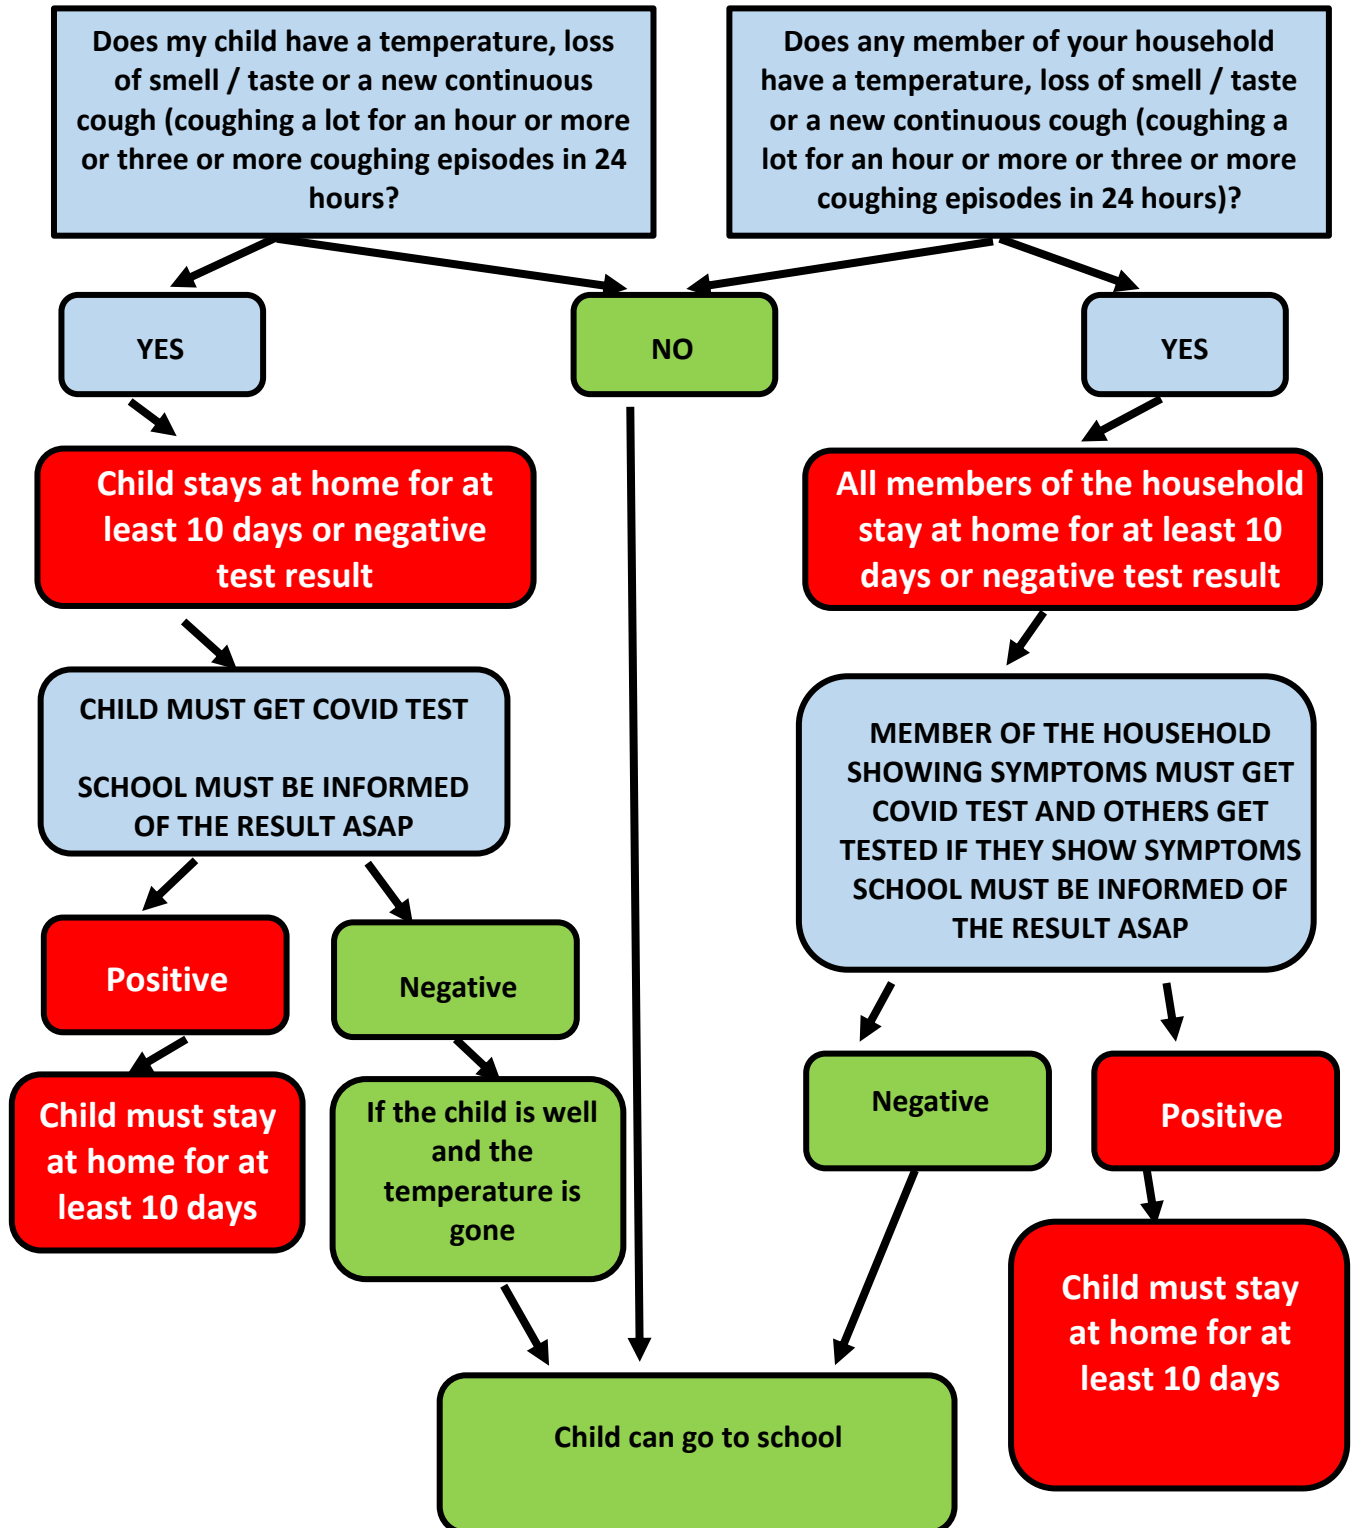 Does my child have a temperature, loss
of smell / taste or a new continuous
cough (coughing a lot for an hour or more
or three or more coughing episodes in 24
hours?
Does any member of your household
have a temperature, loss of smell / taste
or a new continuous cough (coughing a
lot for an hour or more or three or more
coughing episodes in 24 hours)?
YES
NO
YES
Child stays at home for at
least 10 days or negative
test result
All members of the household
stay at home for at least 10
days or negative test result
CHILD MUST GET COVID TEST
SCHOOL MUST BE INFORMED
OF THE RESULT ASAP
MEMBER OF THE HOUSEHOLD
SHOWING SYMPTOMS MUST GET
COVID TEST AND OTHERS GET
TESTED IF THEY SHOW SYMPTOMS
SCHOOL MUST BE INFORMED OF
THE RESULT ASAP
Positive
Negative
Negative
Positive
Child must stay
at home for at
least 10 days
If the child is well
and the
temperature is
gone
Child must stay
at home for at
least 10 days
Child can go to school